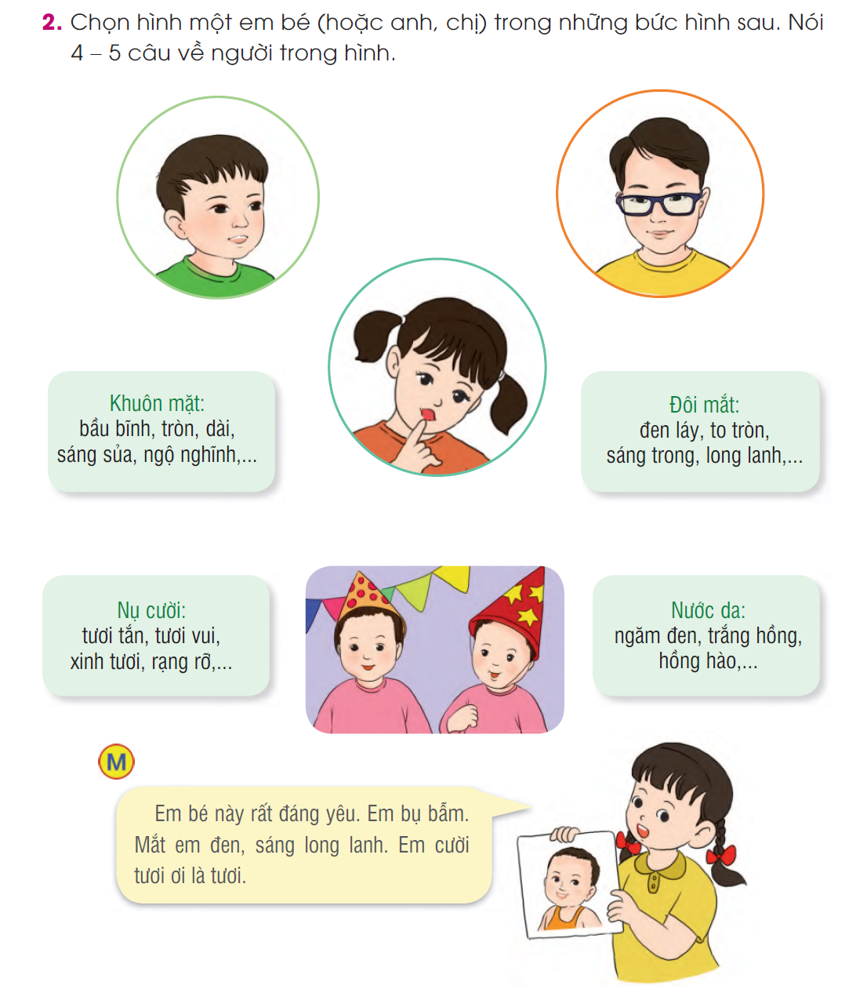 2. Chọn hình một em bé (hoặc anh, chị) trong những bức hình sau. Nói
4 – 5 câu về người trong hình.
Khuôn mặt:
bầu bĩnh, tròn, dài,
sáng sủa, ngộ nghĩnh,...
Đôi mắt:
đen láy, to tròn,
sáng trong, long lanh,...
Nụ cười:
tươi tắn, tươi vui,
xinh tươi, rạng rỡ,...
Nước da:
ngăm đen, trắng hồng,
hồng hào,...
M
Em bé này rất đáng yêu. Em bụ bẫm.
Mắt em đen, sáng long lanh. Em cười
tươi ơi là tươi.